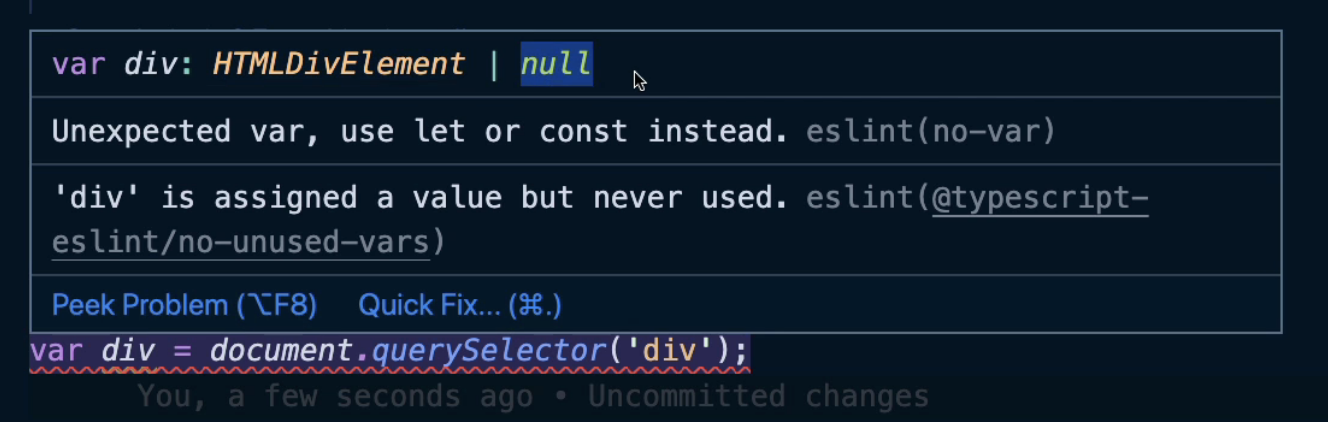 var div: HTMLDivElement | null
Unexpected var, use let or const instead. eslint(no-var)
'div' is assigned a value but never used. eslint(@typescript-
eslint/no-unused-vars)
Peek Problem (⌥F8) Quick Fix... (⌘.)
var div = document.querySelector('div');
You, a few seconds ago • Uncommitted changes